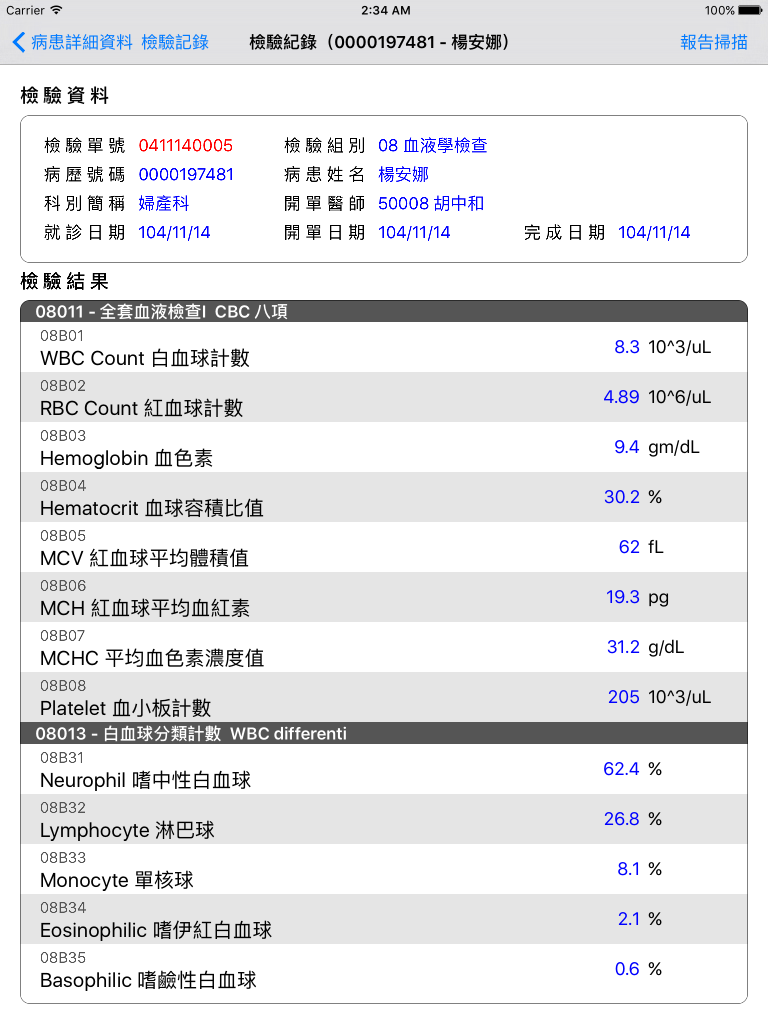 Carrier 2:34 AM 100%
病患詳細資料 檢驗記錄 檢驗紀錄（0000197481 - 楊安娜） 報告掃描
檢驗資料
檢驗單號 0411140005 檢驗組別 08 血液學檢查
病歷號碼 0000197481 病患姓名 楊安娜
科別簡稱 婦產科 開單醫師 50008 胡中和
就診日期 104/11/14 開單日期 104/11/14 完成日期 104/11/14
檢驗結果
08011 - 全套血液檢查I CBC 八項
08B01
WBC Count 白血球計數 8.3 10^3/uL
08B02
RBC Count 紅血球計數 4.89 10^6/uL
08B03
Hemoglobin 血色素 9.4 gm/dL
08B04
Hematocrit 血球容積比值 30.2 %
08B05
MCV 紅血球平均體積值 62 fL
08B06
MCH 紅血球平均血紅素 19.3 pg
08B07
MCHC 平均血色素濃度值 31.2 g/dL
08B08
Platelet 血小板計數 205 10^3/uL
08013 - 白血球分類計數 WBC differenti
08B31
Neurophil 嗜中性白血球 62.4 %
08B32
Lymphocyte 淋巴球 26.8 %
08B33
Monocyte 單核球 8.1 %
08B34
Eosinophilic 嗜伊紅白血球 2.1 %
08B35
Basophilic 嗜鹼性白血球 0.6 %